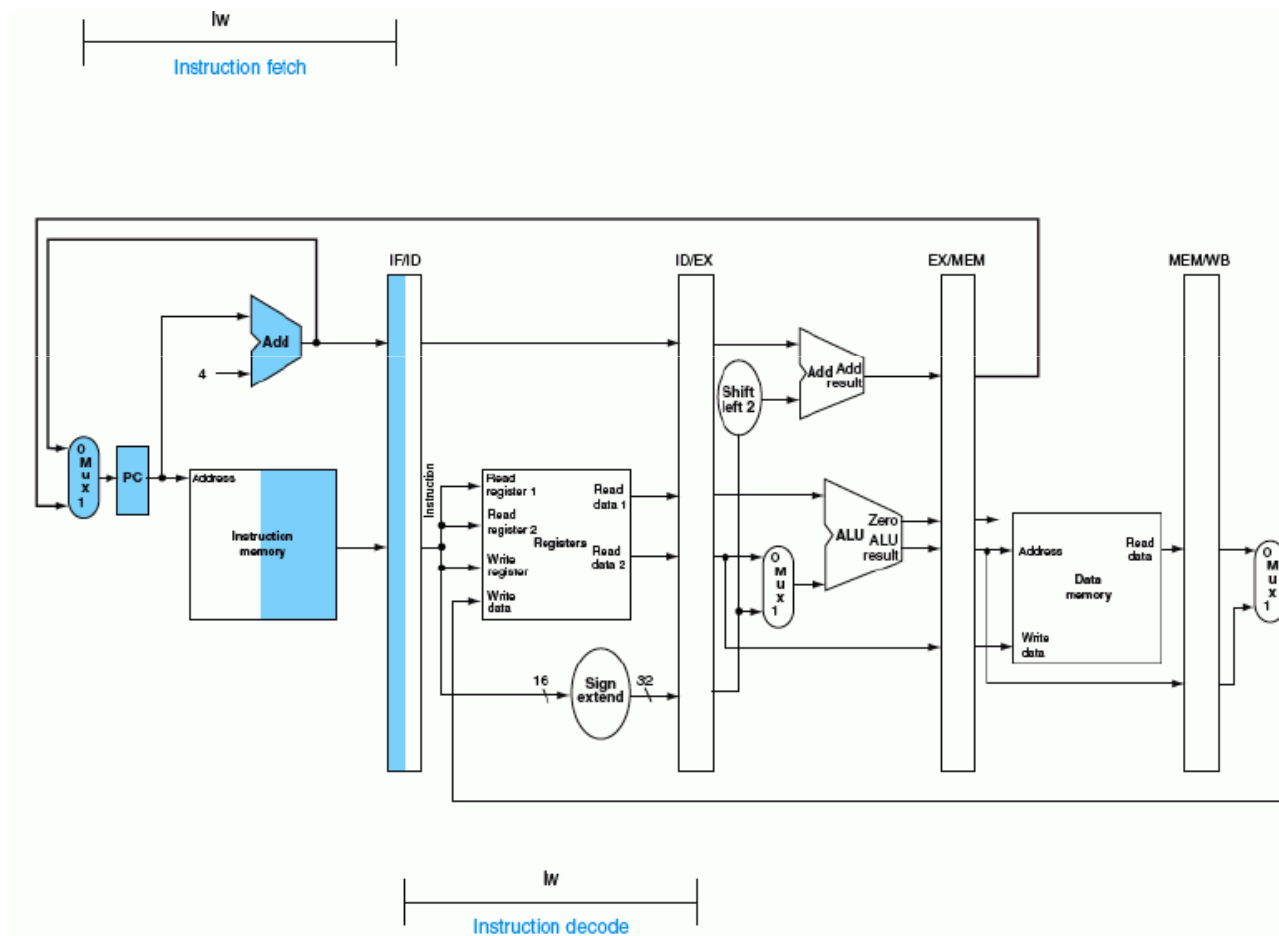 lw
Instruction fetch
IF/ID
ID/EX
EX/MEM
MEM/WB
Add
4
Shift
left 2
Add
Add
result
0
M
u
x
1
PC
Address
Instruction
memory
Instruction
Read
register 1
Read
register 2
Write
register
Write
data
Registers
Read
data 1
Read
data 2
0
M
u
x
1
ALU
Zero
ALU
result
Address
Read
data
Data
memory
Write
data
0
M
u
x
1
16
Sign
extend
32
lw
Instruction decode